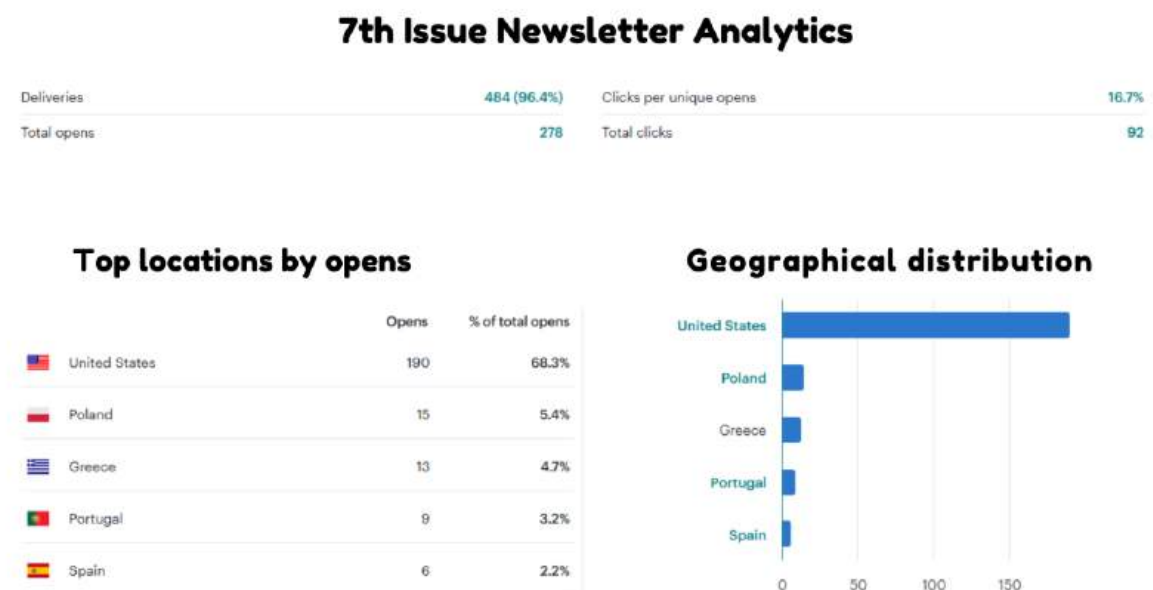 7th Issue Newsletter Analytics
Deliveries 484 (96.4%) Clicks per unique opens 16.7%
Total opens 278 Total clicks 92
Top locations by opens
Opens % of total opens
United States 190 68.3%
Poland 15 5.4%
Greece 13 4.7%
Portugal 9 3.2%
Spain 6 2.2%
Geographical distribution
United States
Poland
Greece
Portugal
Spain
0 50 100 150